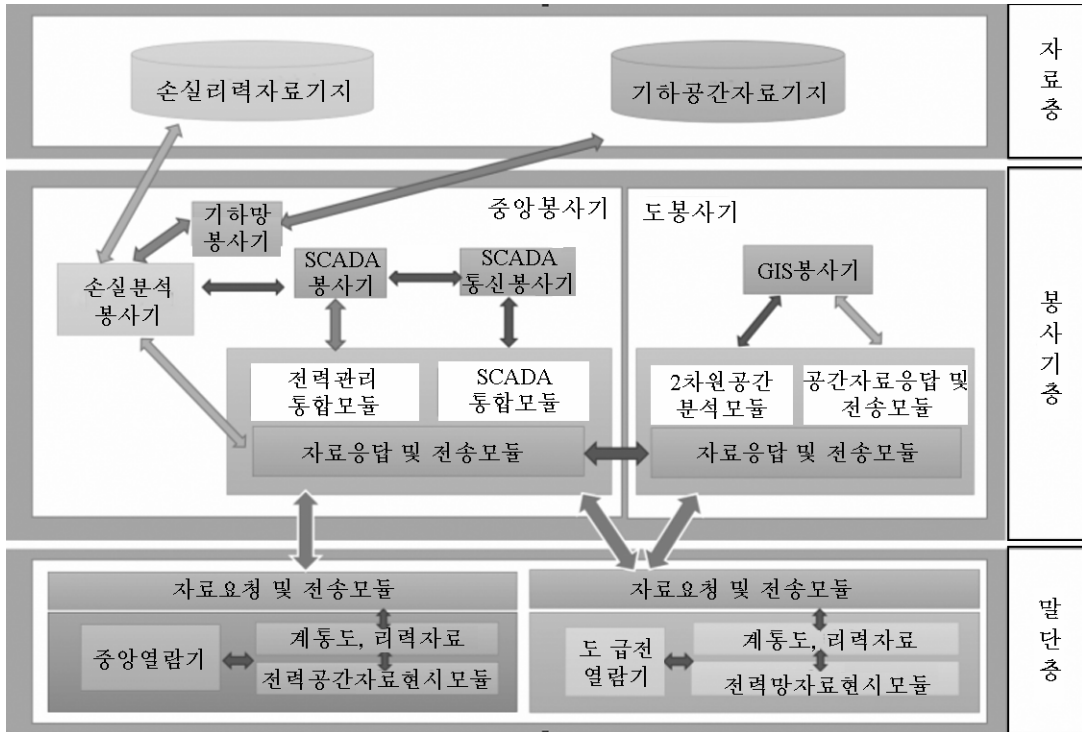 손실리력자료기지
기하공간자료기지
자
료
층
중앙봉사기
도봉사기
기하망
봉사기
손실분석
봉사기
SCADA
봉사기
SCADA
통신봉사기
GIS봉사기
전력관리
통합모듈
SCADA
통합모듈
2차원공간
분석모듈
공간자료응답 및
전송모듈
자료응답 및 전송모듈
자료응답 및 전송모듈
봉
사
기
층
자료요청 및 전송모듈
중앙열람기
계통도, 리력자료
전력공간자료현시모듈
자료요청 및 전송모듈
도 급전
열람기
계통도, 리력자료
전력망자료현시모듈
말
단
층